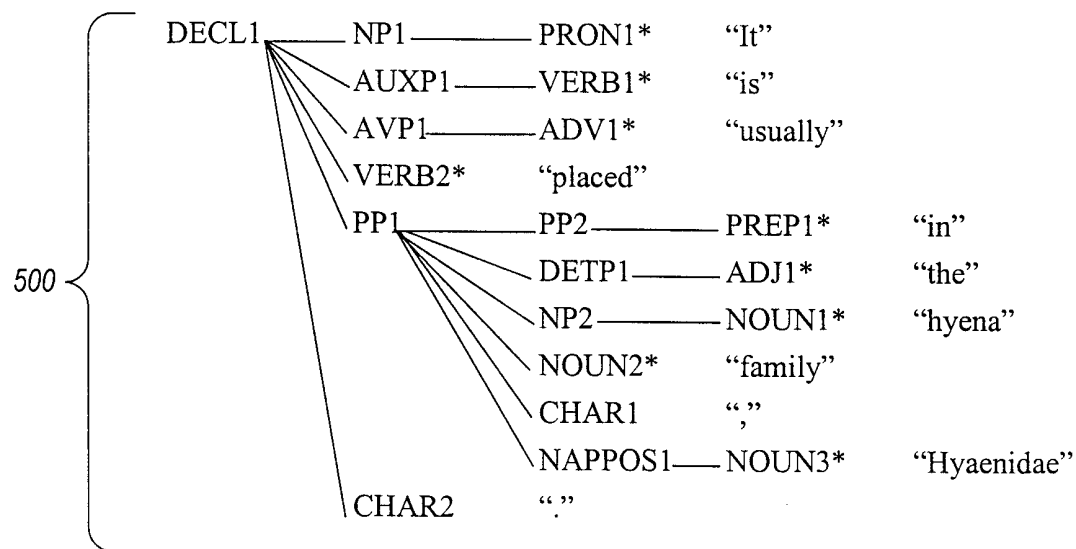 DECL1 NP1 PRON1* “It”
AUXP1 VERB1* “is”
AVP1 ADV1* “usually”
VERB2* “placed”
PP1 PP2 PREP1* “in”
500 DETP1 ADJ1* “the”
NP2 NOUN1* “hyena”
NOUN2* “family”
CHAR1 “,”
NAPPOS1 NOUN3* “Hyaenidae”
CHAR2 “.”